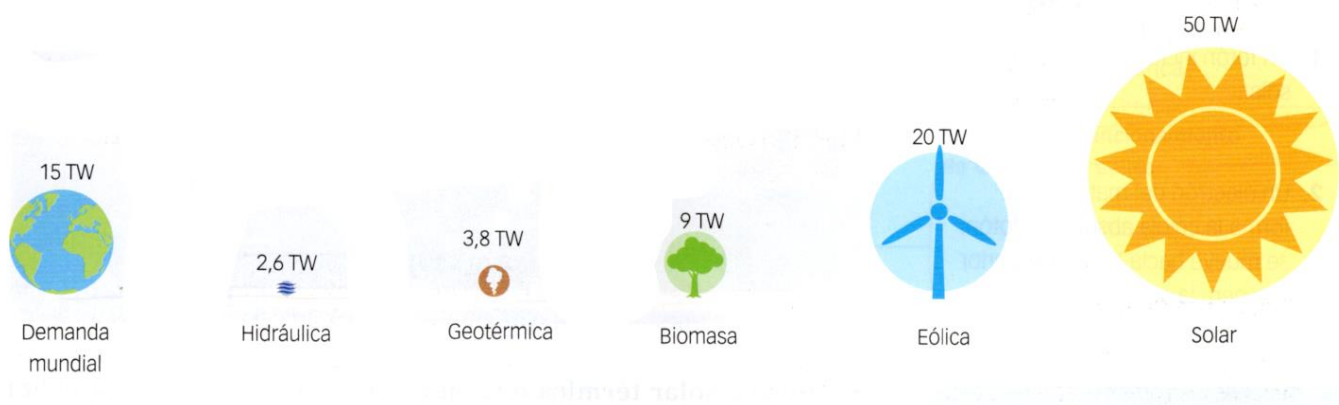 50 TW
20 TW
15 TW
9 TW
3,8 TW
2,6 TW
Demanda
mundial
Hidráulica
Geotérmica
Biomasa
Eólica
Solar